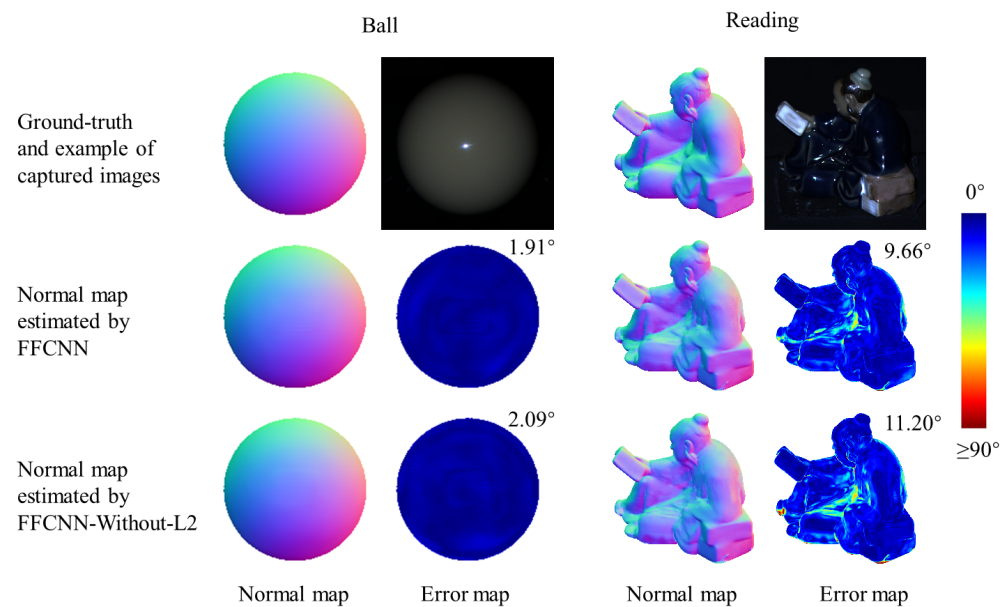 Ball
Reading
Ground-truth
and example of
captured images
0°
1.91°
9.66°
Normal map
estimated by
FFCNN
≥90°
2.09°
11.20°
Normal map
estimated by
FFCNN-Without-L2
Normal map
Error map
Normal map
Error map